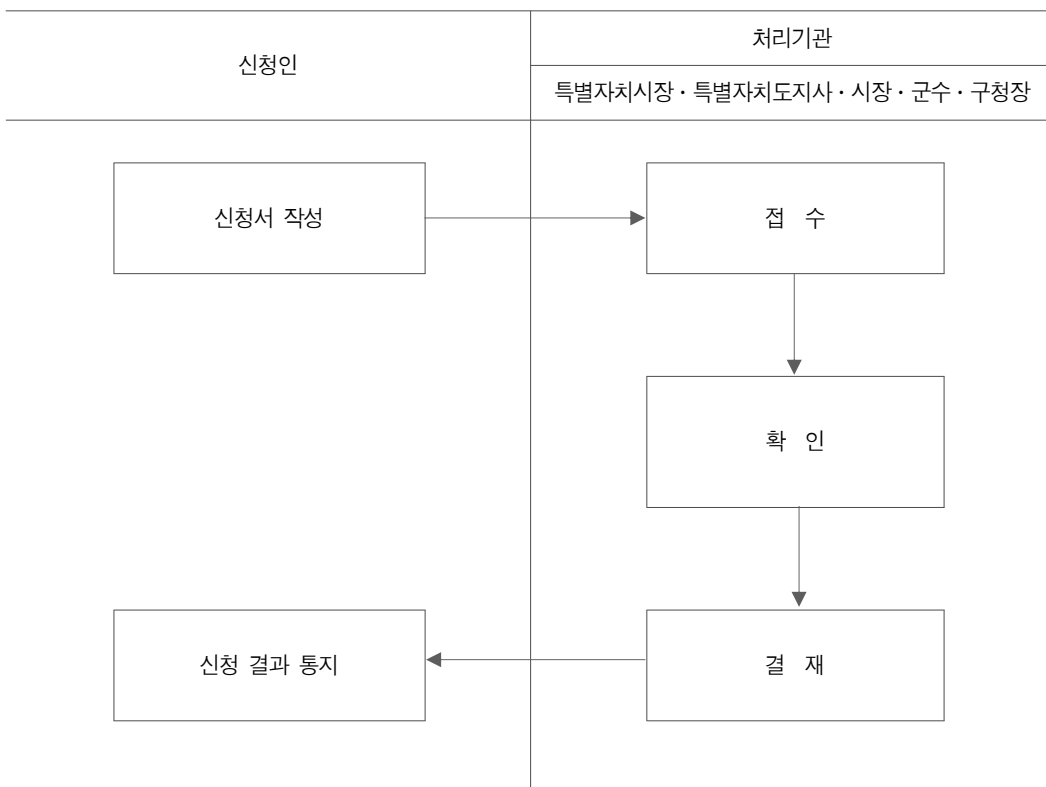 신청인
처리기관
특별자치시장·특별자치도지사·시장·군수·구청장
신청서 작성
접 수
확 인
결 재
신청 결과 통지